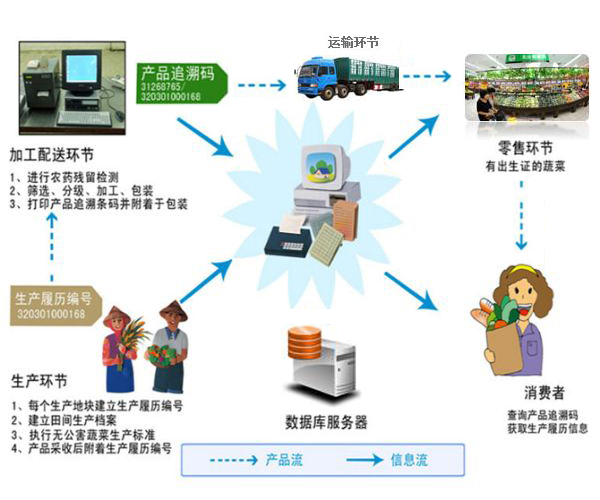 运输环节
产品追溯码
31268765/
320301000168
加工配送环节
1、进行农药残留检测
2、筛选、分级、加工、包装
3、打印产品追溯条码并附着于包装
零售环节
有出生证的蔬菜
生产履历编号
320301000168
生产环节
1、每个生产地块建立生产履历编号
2、建立田间生产档案
3、执行无公害蔬菜生产标准
4、产品采收后附着生产履历编号
数据库服务器
消费者
查询产品追溯码
获取生产履历信息
产品流
信息流